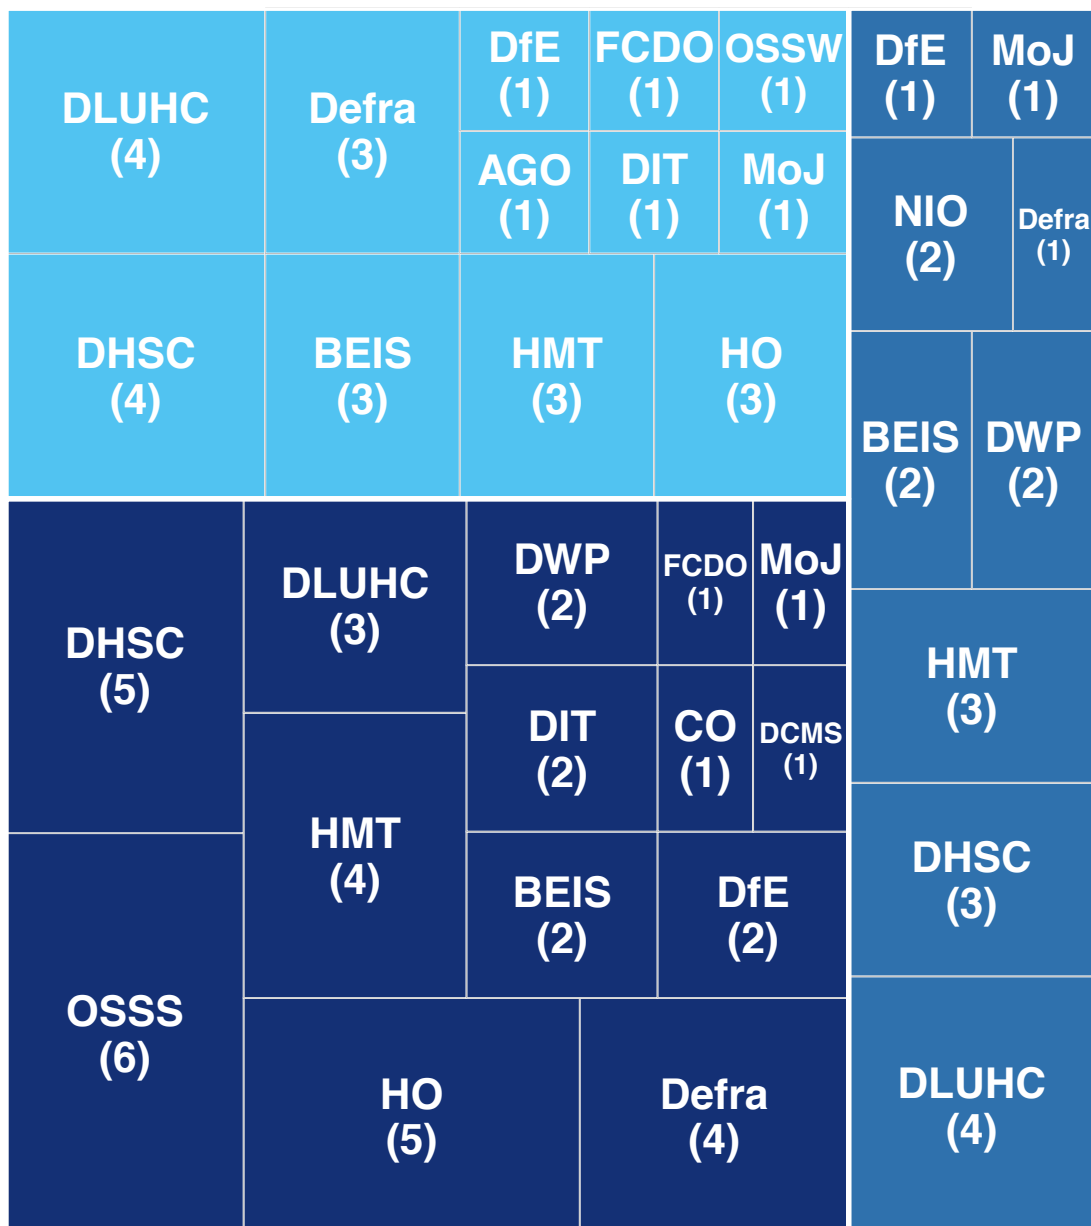 DLUHC
(4)
Defra
(3)
DfE
(1)
FCDO
(1)
OSSW
(1)
AGO
(1)
DIT
(1)
MoJ
(1)
DHSC
(4)
BEIS
(3)
HMT
(3)
HO
(3)
DfE
(1)
MoJ
(1)
NIO
(2)
Defra
(1)
BEIS
(2)
DWP
(2)
HMT
(3)
DHSC
(3)
DLUHC
(4)
DHSC
(5)
DLUHC
(3)
DWP
(2)
FCDO
(1)
MoJ
(1)
DIT
(2)
CO
(1)
DCMS
(1)
HMT
(4)
BEIS
(2)
DfE
(2)
OSSS
(6)
HO
(5)
Defra
(4)